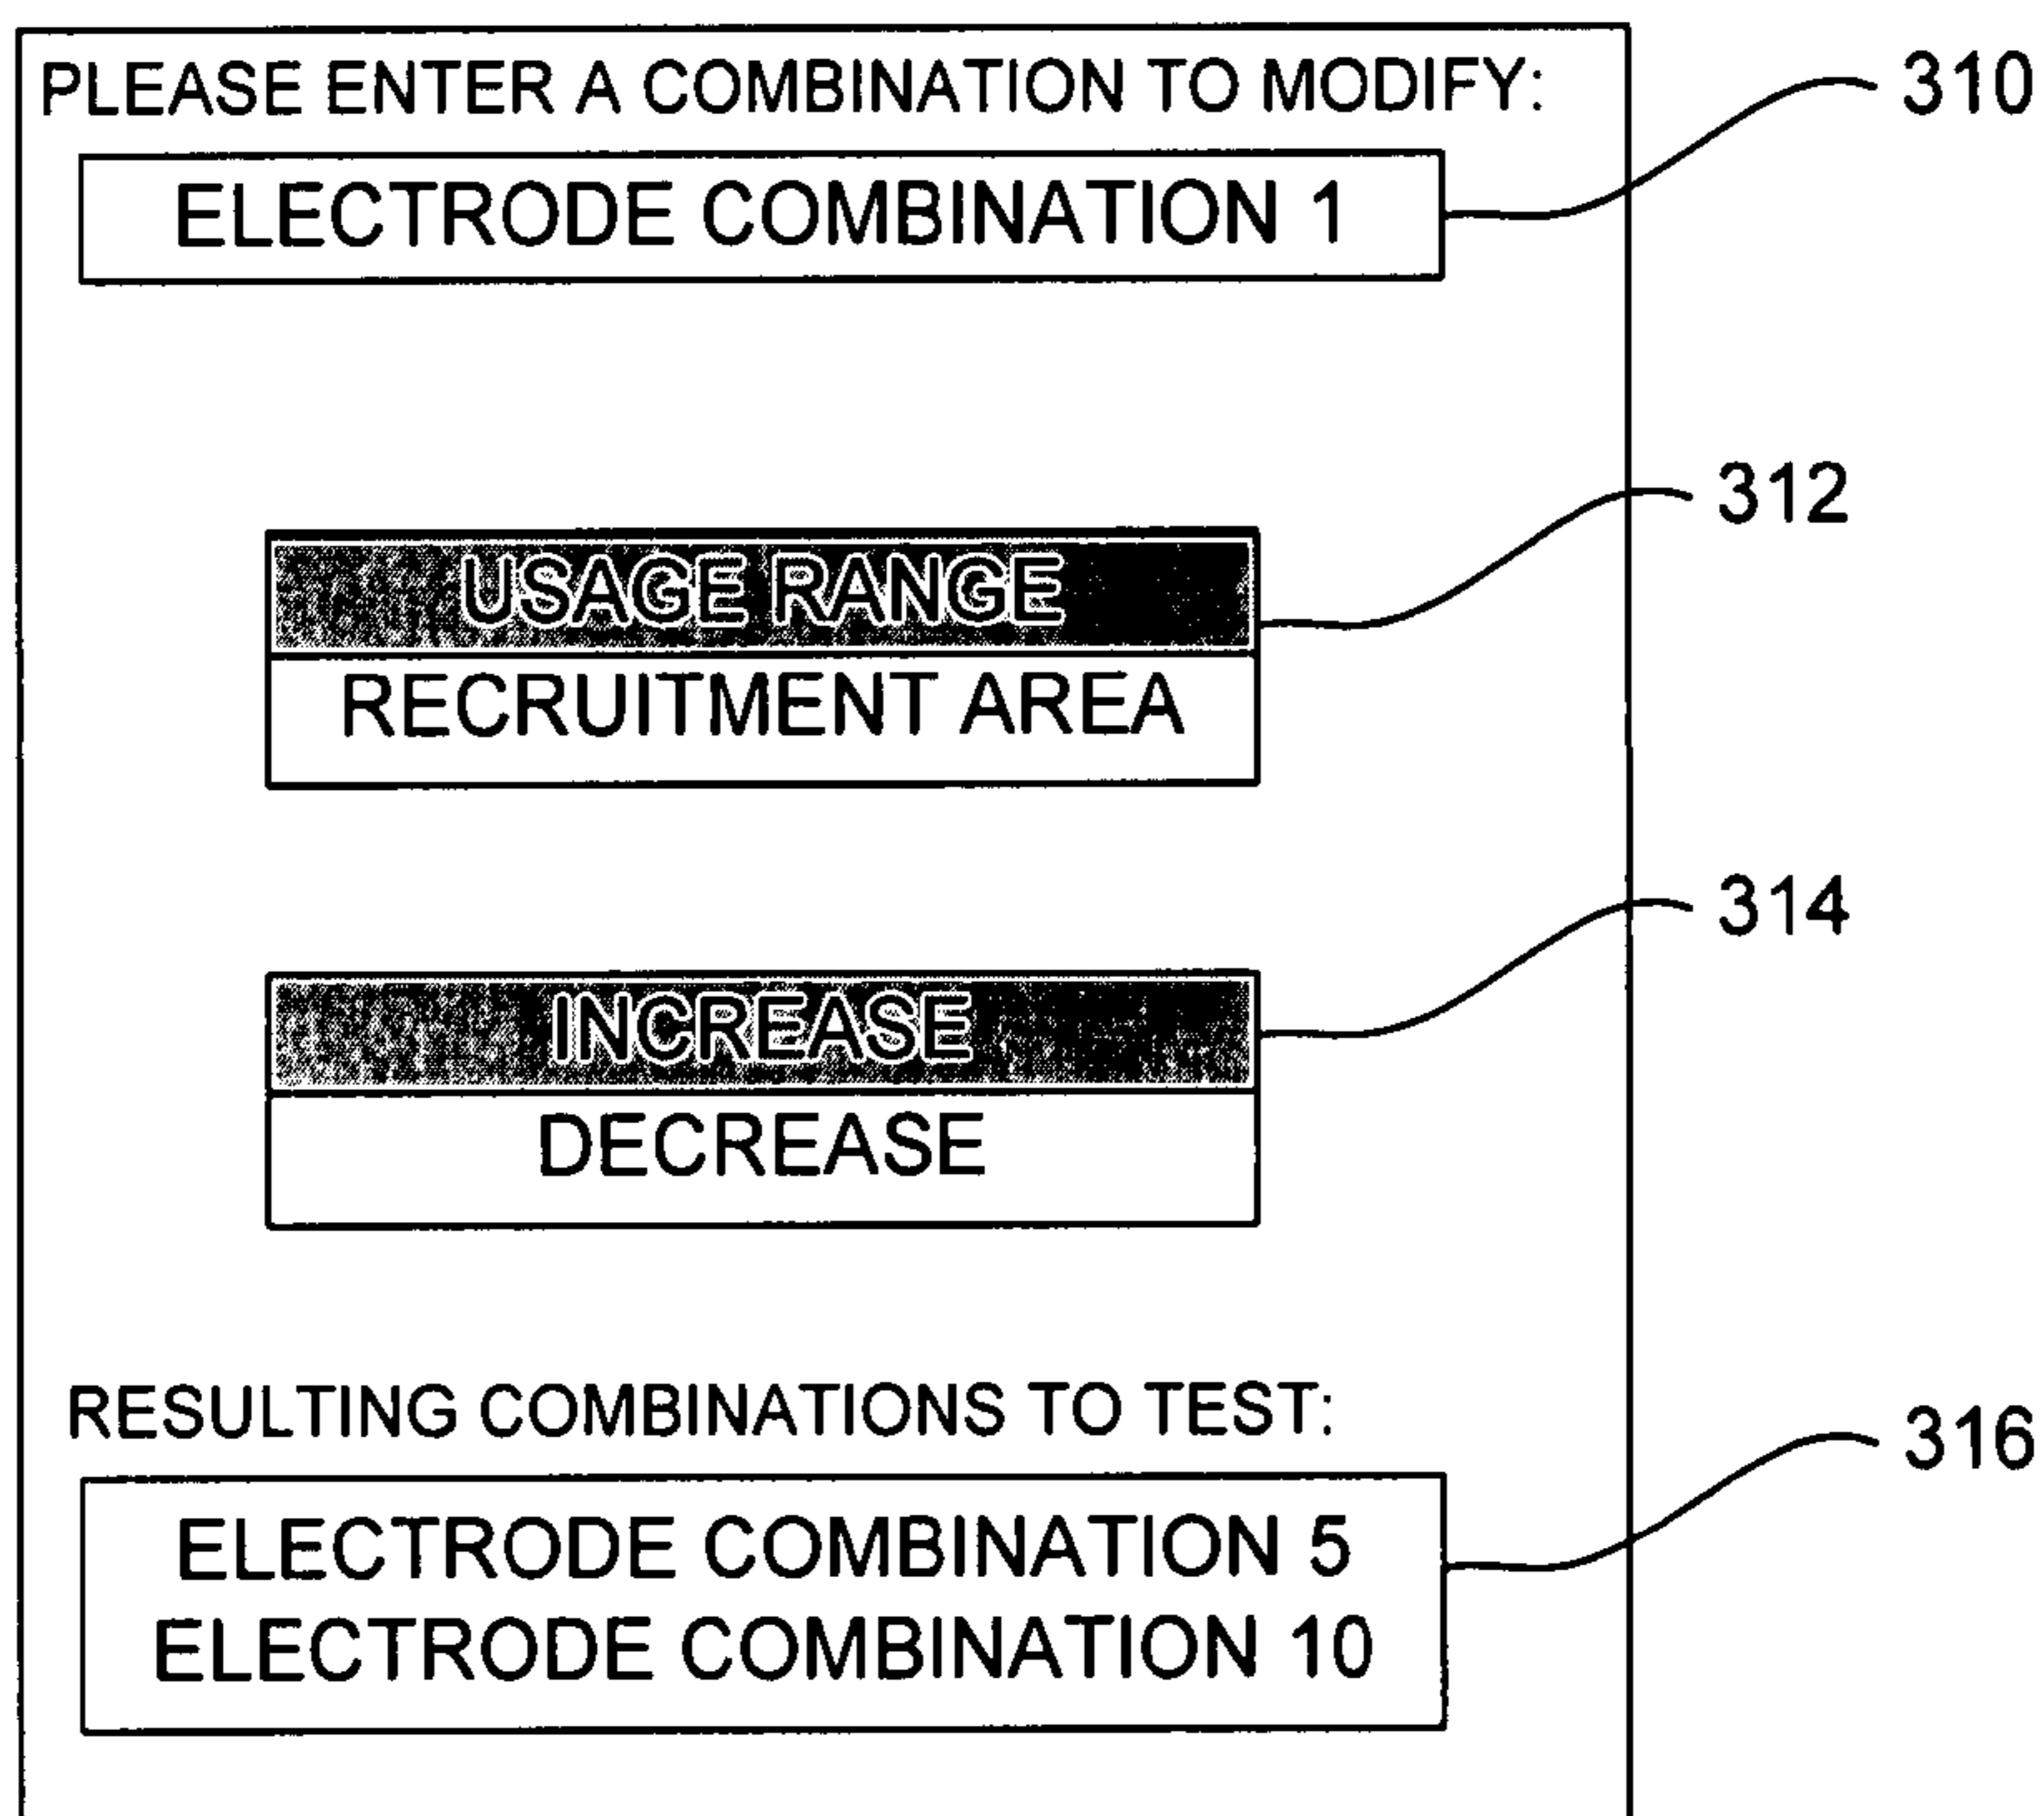 PLEASE ENTER A COMBINATION TO MODIFY:
310
ELECTRODE COMBINATION 1
312
USAGE RANGE
RECRUITMENT AREA
314
INCREASE
DECREASE
RESULTING COMBINATIONS TO TEST:
316
ELECTRODE COMBINATION 5
ELECTRODE COMBINATION 10